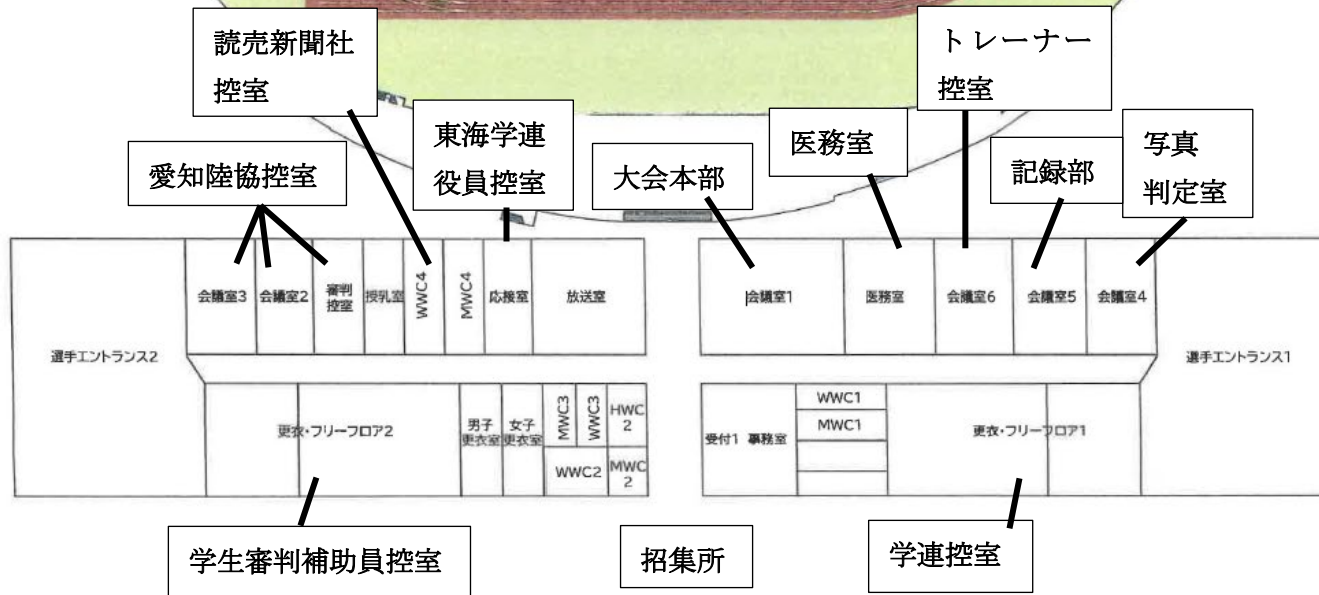 読売新聞社
控室
トレーナー
控室
東海学連
役員控室
医務室
写真
判定室
愛知陸協控室
大会本部
記録部
選手エントランス2
会議室3
会議室2
審判
控室
授乳室
WWC4
MWC4
応接室
放送室
会議室1
医務室
会議室6
会議室5
会議室4
選手エントランス1
更衣・フリーフロア2
男子
更衣室
女子
更衣室
MWC3
WWC3
HWC
2
WWC2
MWC
2
受付1 事務室
WWC1
MWC1
更衣・フリーフロア1
学生審判補助員控室
招集所
学連控室